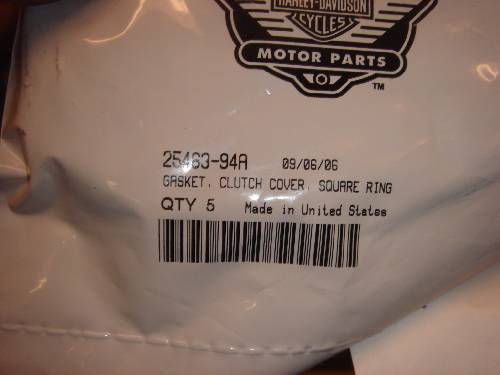 HARLEY-DAVIDSON
CYCLES
MOTOR PARTS
TM
25463-94A 09/06/06
GASKET, CLUTCH COVER, SQUARE RING
QTY 5 Made in United States